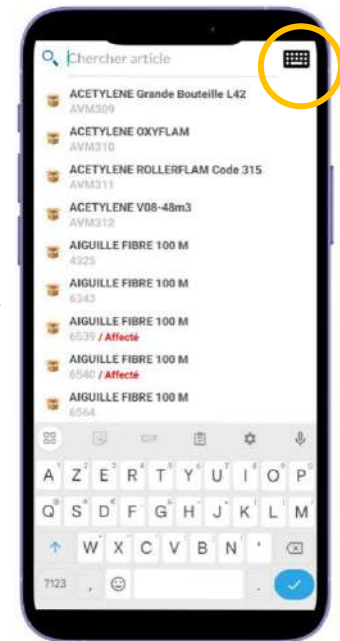 Chercher article
ACETYLENE Grande Bouteille L42
AVM309
ACETYLENE OXYFLAM
AVM310
ACETYLENE ROLLERFLAM Code 315
AVM311
ACETYLENE V08-48m3
AVM312
AIGUILLE FIBRE 100 M
4325
AIGUILLE FIBRE 100 M
6343
AIGUILLE FIBRE 100 M
6539 / Affecté
AIGUILLE FIBRE 100 M
6540 / Affecté
AIGUILLE FIBRE 100 M
6564
GIF
A Z E R T Y U I O P
Q S D F G H J K L M
W X C V B N '
?123 , .